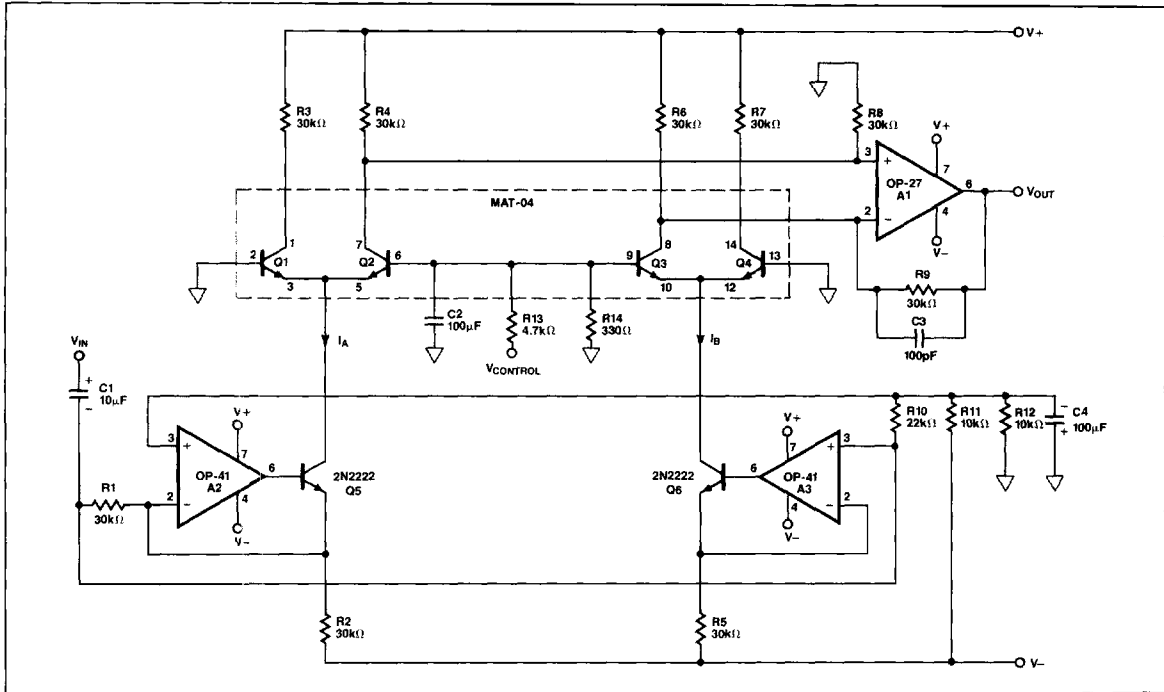 V+
R3
30kΩ
R4
30kΩ
R6
30kΩ
R7
30kΩ
R8
30kΩ
V+
3
+
7
OP-27
A1
6
VOUT
2
−
4
V−
MAT-04
1
7
8
14
2
Q1
Q2
6
9
Q3
Q4
13
3
5
10
12
R9
30kΩ
C3
100pF
C2
100µF
R13
4.7kΩ
R14
330Ω
VCONTROL
IA
IB
VIN
+
C1
10µF
−
R10
22kΩ
R11
10kΩ
R12
10kΩ
−
C4
100µF
+
V+
3
+
7
OP-41
A2
6
2
−
4
V−
R1
30kΩ
2N2222
Q5
2N2222
Q6
V+
3
+
7
OP-41
A3
6
2
−
4
V−
R2
30kΩ
R5
30kΩ
V−